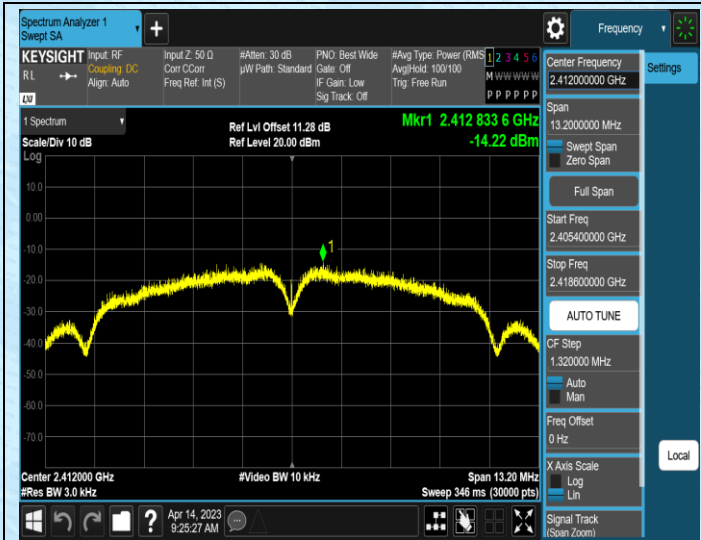 Spectrum Analyzer 1
Swept SA
+
Frequency
KEYSIGHT
RL
LXI
Input: RF
Coupling: DC
Align: Auto
Input Z: 50 Ω
Corr CCorr
Freq Ref: Int (S)
#Atten: 30 dB
µW Path: Standard
PNO: Best Wide
Gate: Off
IF Gain: Low
Sig Track: Off
#Avg Type: Power (RMS
Avg|Hold: 100/100
Trig: Free Run
1 2 3 4 5 6
M W W W W W
P P P P P P
1 Spectrum
Scale/Div 10 dB
Ref Lvl Offset 11.28 dB
Ref Level 20.00 dBm
Mkr1 2.412 833 6 GHz
-14.22 dBm
Log
10.0
0.00
-10.0
-20.0
-30.0
-40.0
-50.0
-60.0
-70.0
1
Center 2.412000 GHz
#Res BW 3.0 kHz
#Video BW 10 kHz
Span 13.20 MHz
Sweep 346 ms (30000 pts)
?
Apr 14, 2023
9:25:27 AM
Center Frequency
2.412000000 GHz
Settings
Span
13.2000000 MHz
Swept Span
Zero Span
Full Span
Start Freq
2.405400000 GHz
Stop Freq
2.418600000 GHz
AUTO TUNE
CF Step
1.320000 MHz
Auto
Man
Freq Offset
0 Hz
X Axis Scale
Log
Lin
Local
Signal Track
(Span Zoom)